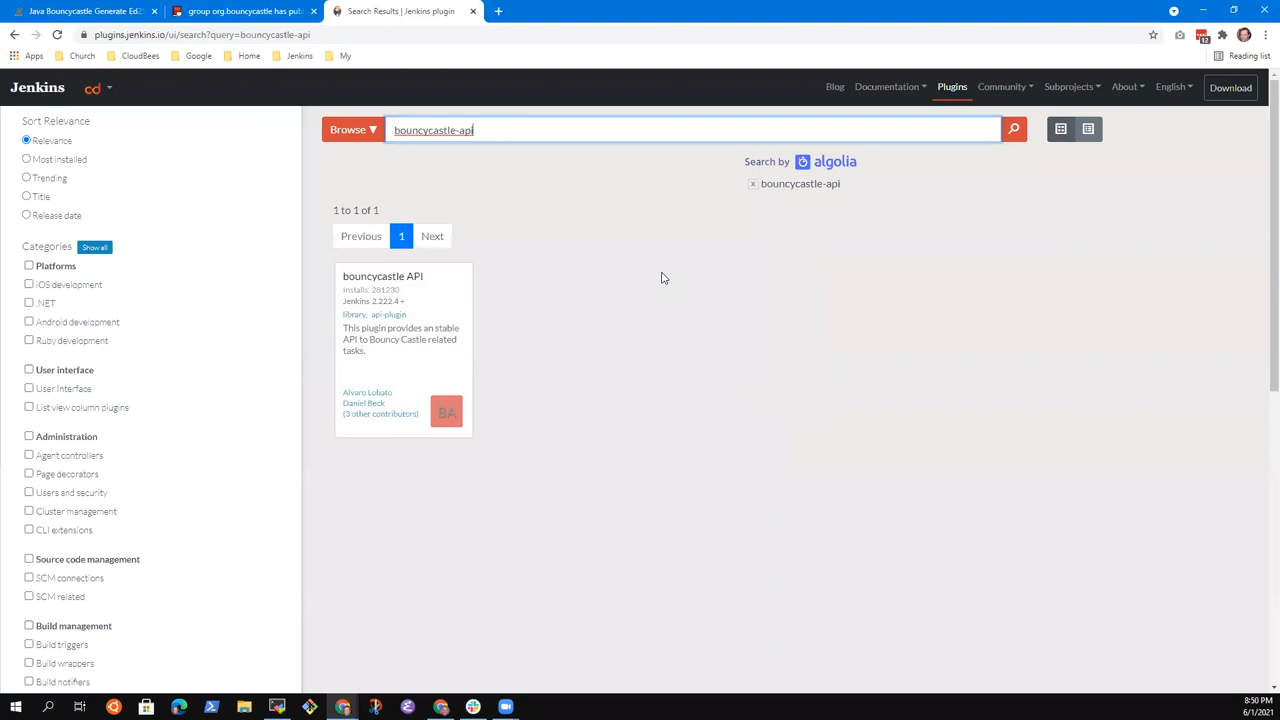 Java Bouncycastle Generate Ed25
group org.bouncycastle has publ
Search Results | Jenkins plugin
plugins.jenkins.io/ui/search?query=bouncycastle-api
12
Apps
Church
CloudBees
Google
Home
Jenkins
My
Reading list
Jenkins
cd
Blog
Documentation
Plugins
Community
Subprojects
About
English
Download
Sort Relevance
Relevance
Most installed
Trending
Title
Release date
Categories
Show all
Platforms
iOS development
.NET
Android development
Ruby development
User interface
User Interface
List view column plugins
Administration
Agent controllers
Page decorators
Users and security
Cluster management
CLI extensions
Source code management
SCM connections
SCM related
Build management
Build triggers
Build wrappers
Build notifiers
Browse ▼
bouncycastle-api
Search by algolia
x bouncycastle-api
1 to 1 of 1
Previous 1 Next
bouncycastle API
Installs: 281230
Jenkins 2.222.4 +
library, api-plugin
This plugin provides an stable
API to Bouncy Castle related
tasks.
Alvaro Lobato
Daniel Beck
(3 other contributors)
BA
8:50 PM
6/1/2021